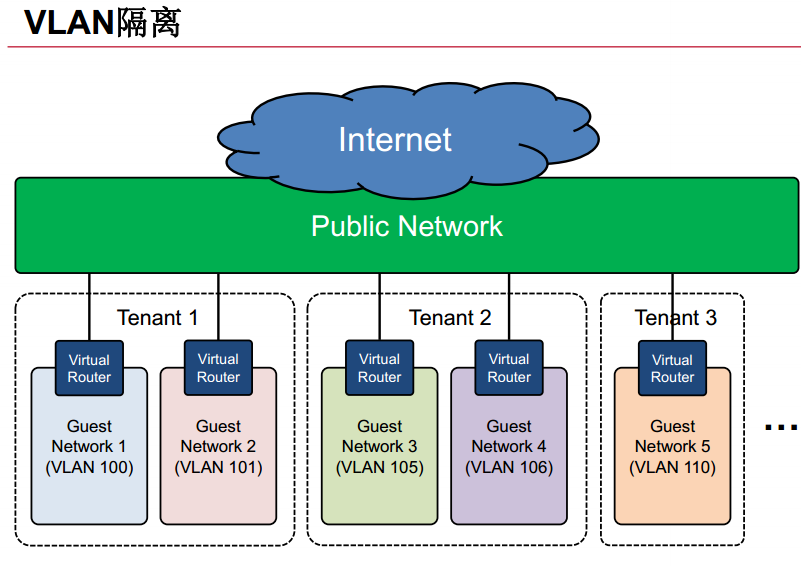 VLAN隔离
Internet
Public Network
Tenant 1
Tenant 2
Tenant 3
Virtual
Router
Virtual
Router
Virtual
Router
Virtual
Router
Virtual
Router
Guest
Network 1
(VLAN 100)
Guest
Network 2
(VLAN 101)
Guest
Network 3
(VLAN 105)
Guest
Network 4
(VLAN 106)
Guest
Network 5
(VLAN 110)
...